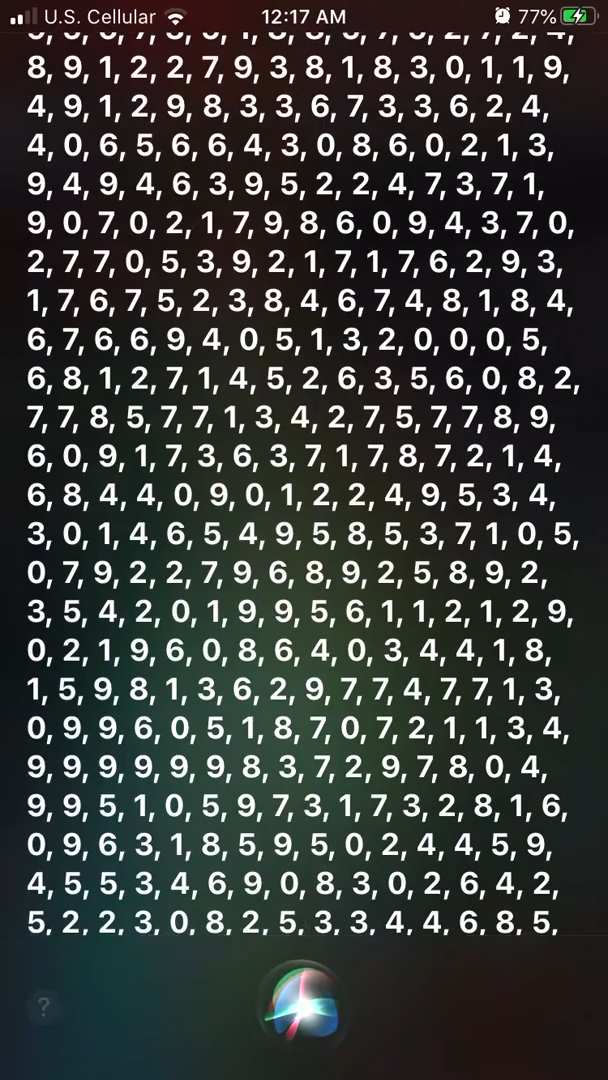 U.S. Cellular 12:17 AM 77%
8, 9, 1, 2, 2, 7, 9, 3, 8, 1, 8, 3, 0, 1, 1, 9,
4, 9, 1, 2, 9, 8, 3, 3, 6, 7, 3, 3, 6, 2, 4,
4, 0, 6, 5, 6, 6, 4, 3, 0, 8, 6, 0, 2, 1, 3,
9, 4, 9, 4, 6, 3, 9, 5, 2, 2, 4, 7, 3, 7, 1,
9, 0, 7, 0, 2, 1, 7, 9, 8, 6, 0, 9, 4, 3, 7, 0,
2, 7, 7, 0, 5, 3, 9, 2, 1, 7, 1, 7, 6, 2, 9, 3,
1, 7, 6, 7, 5, 2, 3, 8, 4, 6, 7, 4, 8, 1, 8, 4,
6, 7, 6, 6, 9, 4, 0, 5, 1, 3, 2, 0, 0, 0, 5,
6, 8, 1, 2, 7, 1, 4, 5, 2, 6, 3, 5, 6, 0, 8, 2,
7, 7, 8, 5, 7, 7, 1, 3, 4, 2, 7, 5, 7, 7, 8, 9,
6, 0, 9, 1, 7, 3, 6, 3, 7, 1, 7, 8, 7, 2, 1, 4,
6, 8, 4, 4, 0, 9, 0, 1, 2, 2, 4, 9, 5, 3, 4,
3, 0, 1, 4, 6, 5, 4, 9, 5, 8, 5, 3, 7, 1, 0, 5,
0, 7, 9, 2, 2, 7, 9, 6, 8, 9, 2, 5, 8, 9, 2,
3, 5, 4, 2, 0, 1, 9, 9, 5, 6, 1, 1, 2, 1, 2, 9,
0, 2, 1, 9, 6, 0, 8, 6, 4, 0, 3, 4, 4, 1, 8,
1, 5, 9, 8, 1, 3, 6, 2, 9, 7, 7, 4, 7, 7, 1, 3,
0, 9, 9, 6, 0, 5, 1, 8, 7, 0, 7, 2, 1, 1, 3, 4,
9, 9, 9, 9, 9, 9, 8, 3, 7, 2, 9, 7, 8, 0, 4,
9, 9, 5, 1, 0, 5, 9, 7, 3, 1, 7, 3, 2, 8, 1, 6,
0, 9, 6, 3, 1, 8, 5, 9, 5, 0, 2, 4, 4, 5, 9,
4, 5, 5, 3, 4, 6, 9, 0, 8, 3, 0, 2, 6, 4, 2,
5, 2, 2, 3, 0, 8, 2, 5, 3, 3, 4, 4, 6, 8, 5,
?